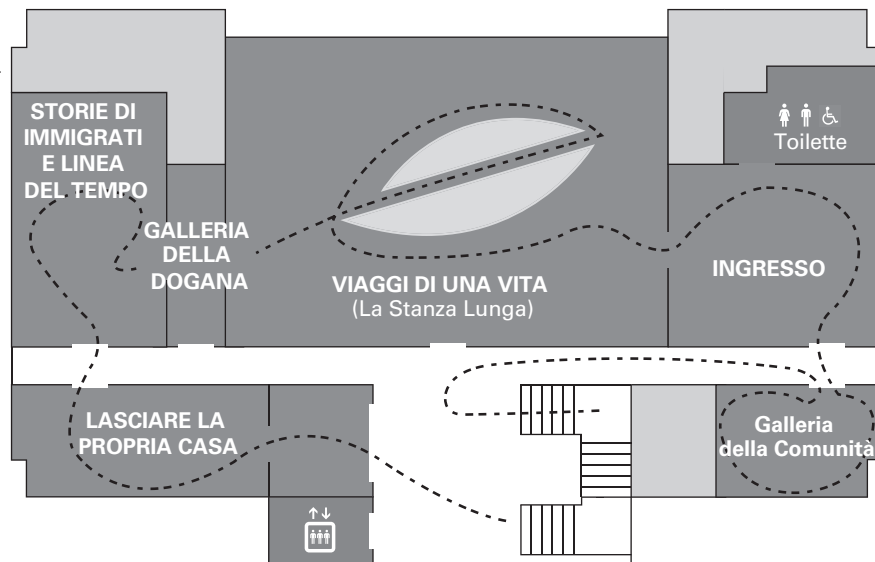 STORIE DI
IMMIGRATI
E LINEA
DEL TEMPO
GALLERIA
DELLA
DOGANA
VIAGGI DI UNA VITA
(La Stanza Lunga)
Toilette
INGRESSO
LASCIARE LA
PROPRIA CASA
Galleria
della Comunità